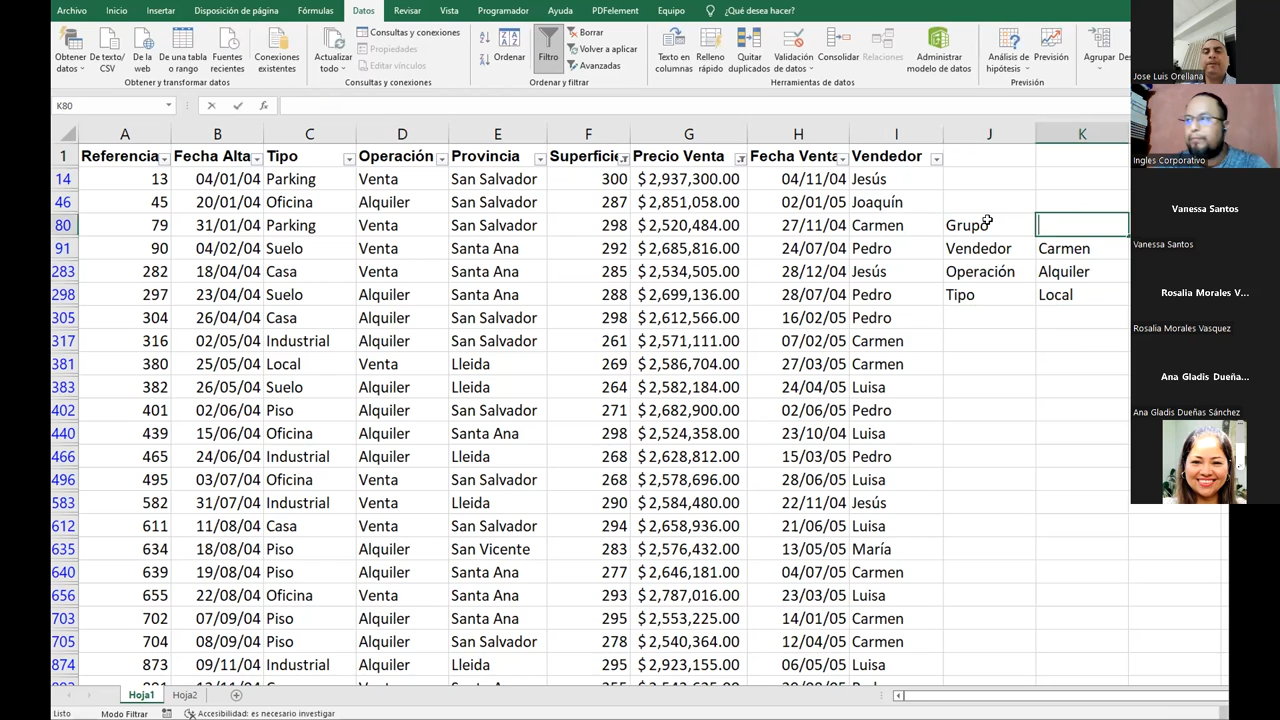 Archivo Inicio Insertar Disposición de página Fórmulas Datos Revisar Vista Programador Ayuda PDFelement Equipo ¿Qué desea hacer?
Obtener datos
De texto/ CSV
De la web
De una tabla o rango
Fuentes recientes
Conexiones existentes
Obtener y transformar datos
Actualizar todo
Consultas y conexiones
Propiedades
Editar vínculos
Consultas y conexiones
Ordenar
Filtro
Borrar
Volver a aplicar
Avanzadas
Ordenar y filtrar
Texto en columnas
Relleno rápido
Quitar duplicados
Validación de datos
Consolidar
Relaciones
Administrar modelo de datos
Herramientas de datos
Análisis de hipótesis
Previsión
Previsión
Agrupar
K80
A B C D E F G H I J K
1 Referencia Fecha Alta Tipo Operación Provincia Superficie Precio Venta Fecha Venta Vendedor
14 13 04/01/04 Parking Venta San Salvador 300 $ 2,937,300.00 04/11/04 Jesús
46 45 20/01/04 Oficina Alquiler San Salvador 287 $ 2,851,058.00 02/01/05 Joaquín
80 79 31/01/04 Parking Venta San Salvador 298 $ 2,520,484.00 27/11/04 Carmen Grupo
91 90 04/02/04 Suelo Venta Santa Ana 292 $ 2,685,816.00 24/07/04 Pedro Vendedor Carmen
283 282 18/04/04 Casa Venta Santa Ana 285 $ 2,534,505.00 28/12/04 Jesús Operación Alquiler
298 297 23/04/04 Suelo Alquiler Santa Ana 288 $ 2,699,136.00 28/07/04 Pedro Tipo Local
305 304 26/04/04 Casa Alquiler San Salvador 298 $ 2,612,566.00 16/02/05 Pedro
317 316 02/05/04 Industrial Alquiler San Salvador 261 $ 2,571,111.00 07/02/05 Carmen
381 380 25/05/04 Local Venta Lleida 269 $ 2,586,704.00 27/03/05 Carmen
383 382 26/05/04 Suelo Alquiler Lleida 264 $ 2,582,184.00 24/04/05 Luisa
402 401 02/06/04 Piso Alquiler San Salvador 271 $ 2,682,900.00 02/06/05 Pedro
440 439 15/06/04 Oficina Alquiler Santa Ana 298 $ 2,524,358.00 23/10/04 Luisa
466 465 24/06/04 Industrial Alquiler Lleida 268 $ 2,628,812.00 15/03/05 Pedro
496 495 03/07/04 Oficina Venta San Salvador 268 $ 2,578,696.00 28/06/05 Luisa
583 582 31/07/04 Industrial Venta Lleida 290 $ 2,584,480.00 22/11/04 Jesús
612 611 11/08/04 Casa Venta San Salvador 294 $ 2,658,936.00 21/06/05 Luisa
635 634 18/08/04 Piso Alquiler San Vicente 283 $ 2,576,432.00 13/05/05 María
640 639 19/08/04 Piso Alquiler Santa Ana 277 $ 2,646,181.00 04/07/05 Carmen
656 655 22/08/04 Oficina Venta Santa Ana 293 $ 2,787,016.00 23/03/05 Luisa
703 702 07/09/04 Piso Alquiler Santa Ana 295 $ 2,553,225.00 14/01/05 Carmen
705 704 08/09/04 Piso Alquiler San Salvador 278 $ 2,540,364.00 12/04/05 Carmen
874 873 09/11/04 Industrial Alquiler Lleida 295 $ 2,923,155.00 06/05/05 Luisa
Hoja1 Hoja2
Listo Modo Filtrar Accesibilidad: es necesario investigar
Jose Luis Orellana
Ingles Corporativo
Vanessa Santos
Vanessa Santos
Rosalia Morales V...
Rosalia Morales Vasquez
Ana Gladis Dueña...
Ana Gladis Dueñas Sánchez